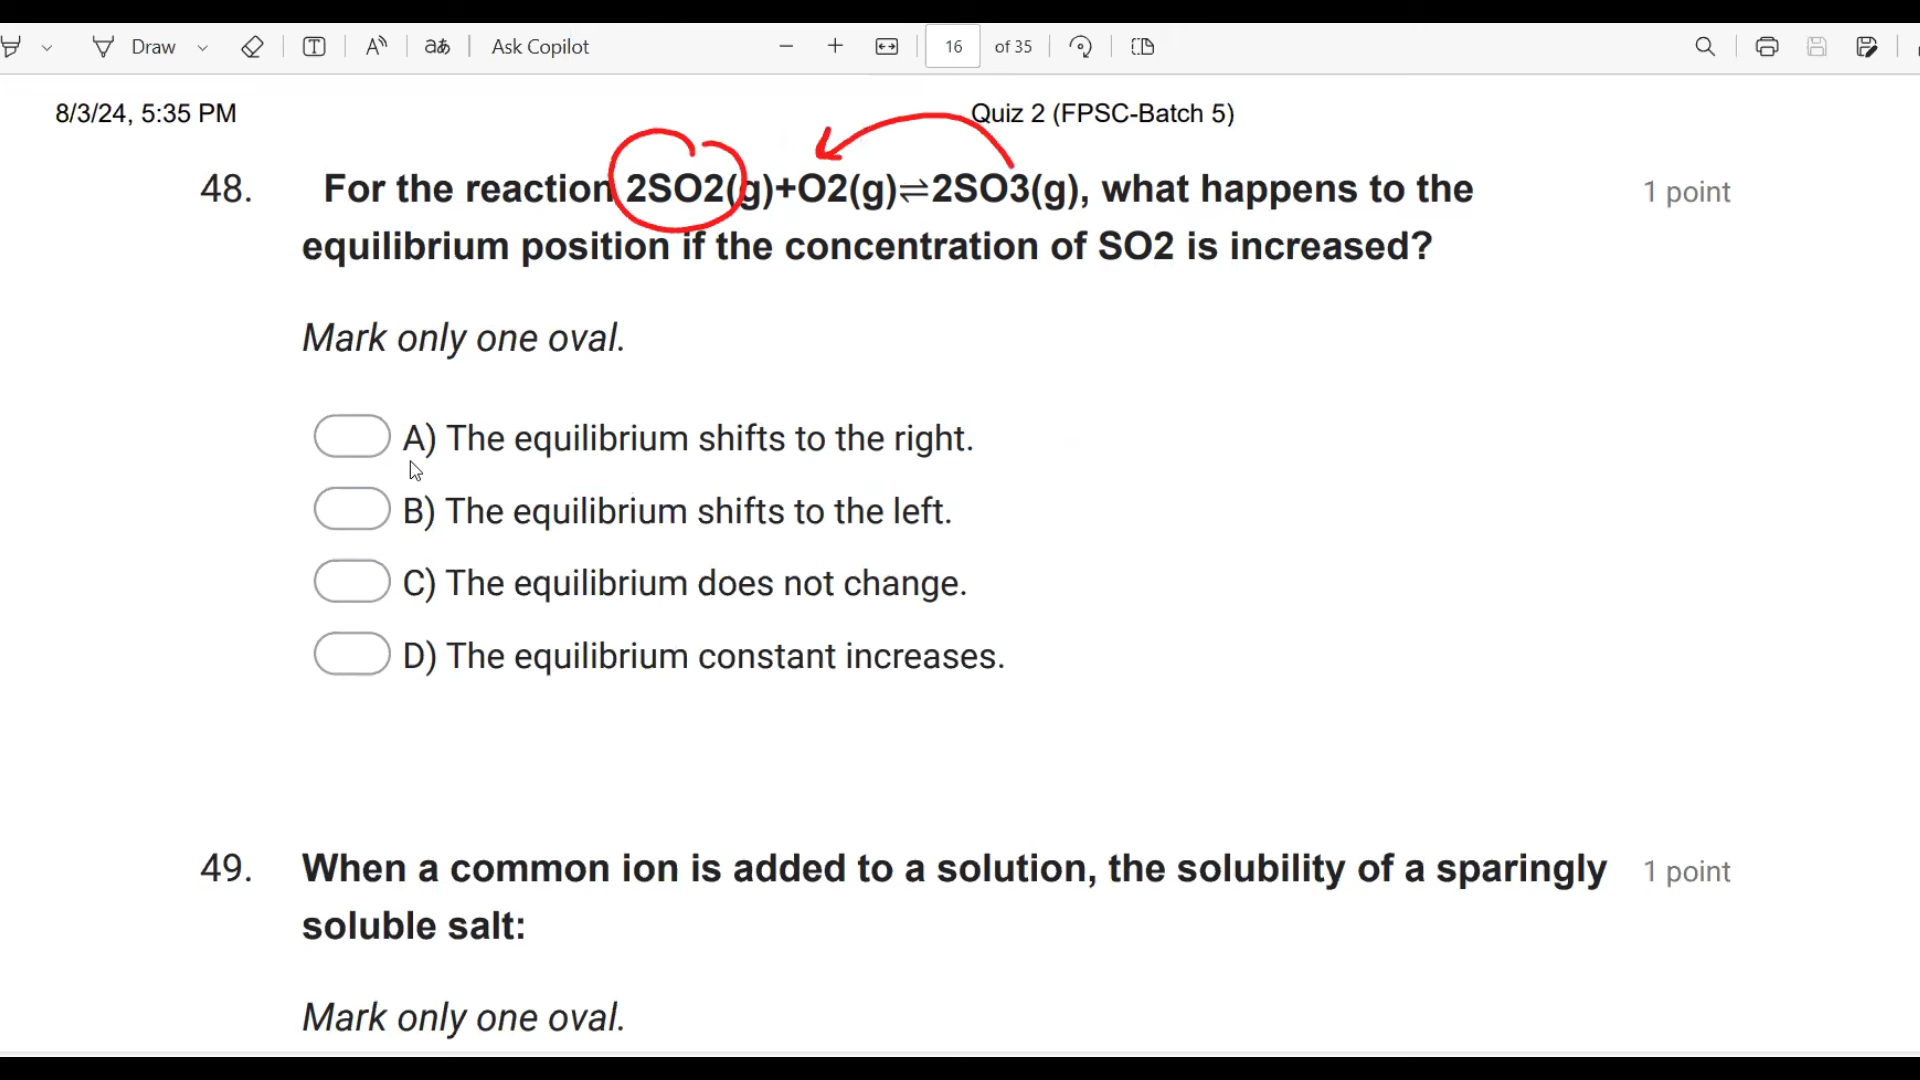 Draw
aあ
Ask Copilot
16
of 35
8/3/24, 5:35 PM
Quiz 2 (FPSC-Batch 5)
48. For the reaction 2SO2(g)+O2(g)⇌2SO3(g), what happens to the 1 point
equilibrium position if the concentration of SO2 is increased?
Mark only one oval.
A) The equilibrium shifts to the right.
B) The equilibrium shifts to the left.
C) The equilibrium does not change.
D) The equilibrium constant increases.
49. When a common ion is added to a solution, the solubility of a sparingly 1 point
soluble salt:
Mark only one oval.